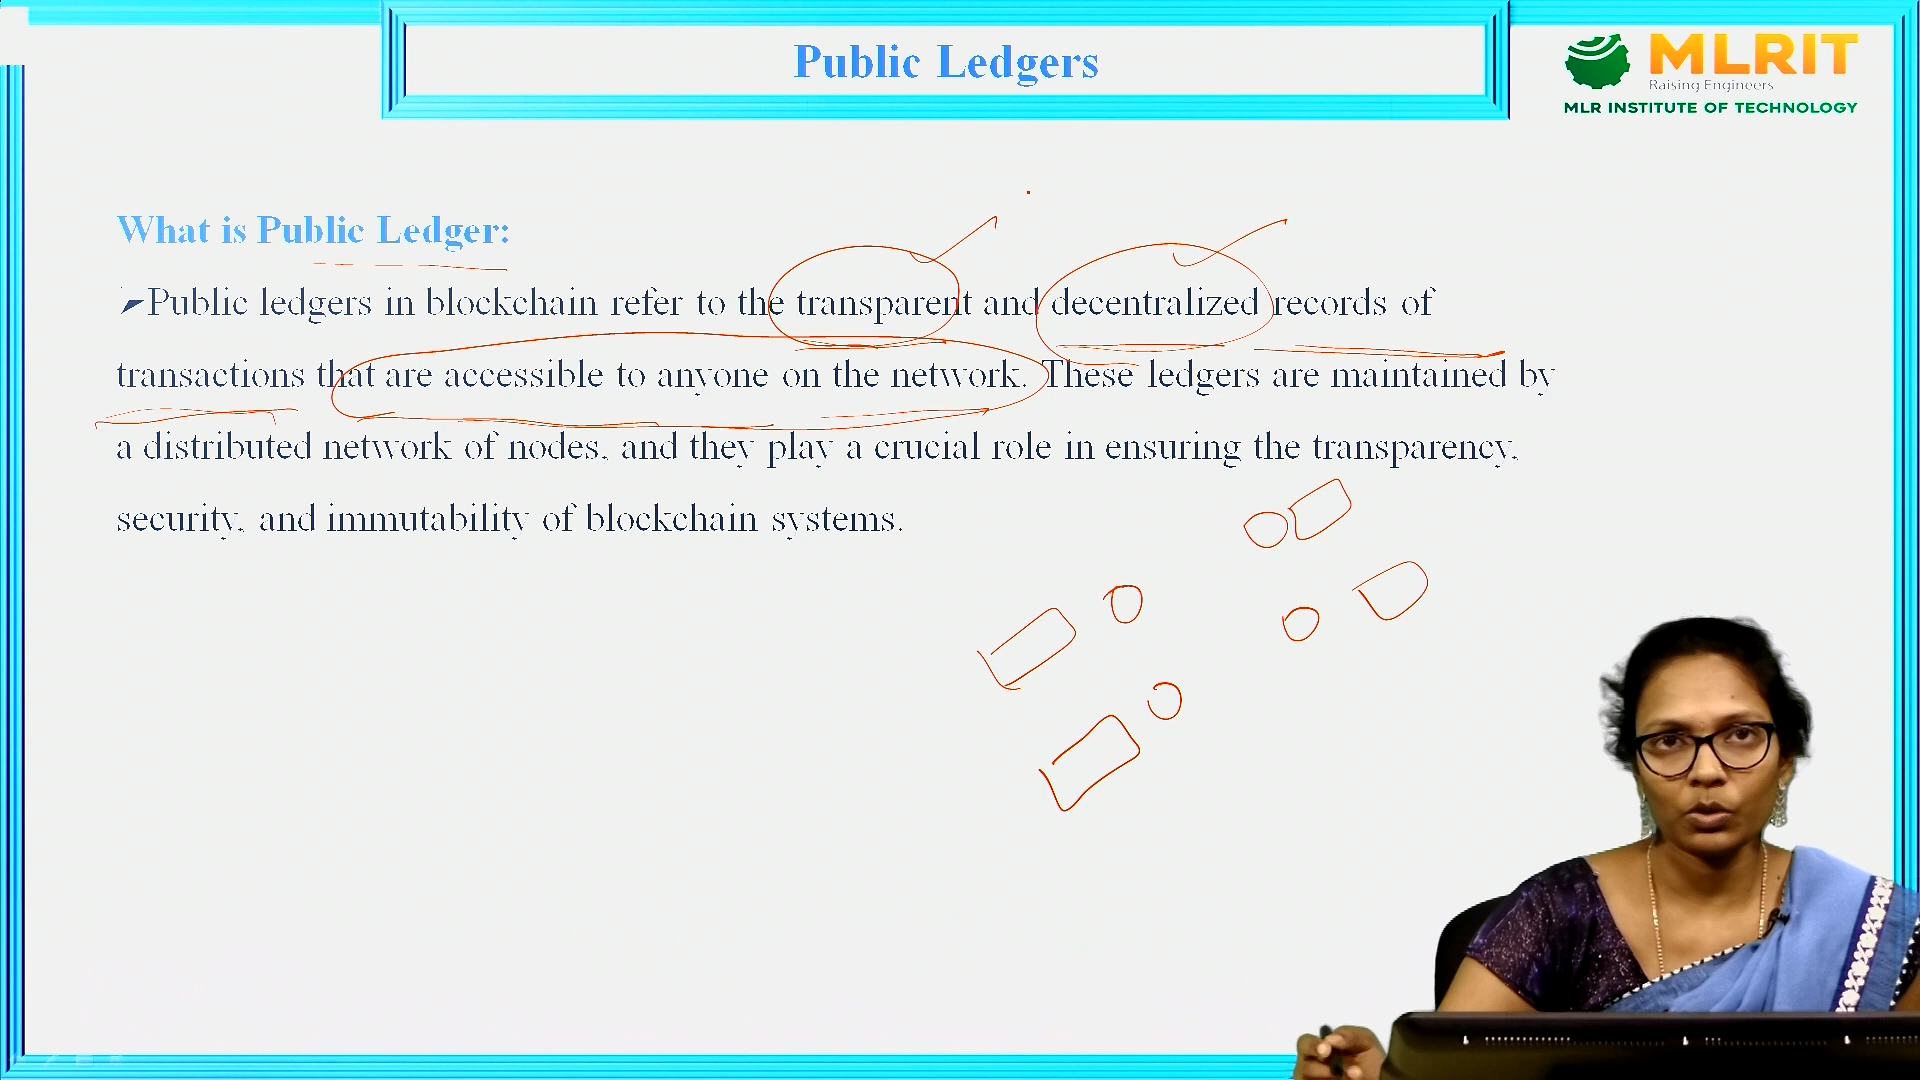 Public Ledgers
MLRIT
Raising Engineers
MLR INSTITUTE OF TECHNOLOGY
What is Public Ledger:
➤Public ledgers in blockchain refer to the transparent and decentralized records of
transactions that are accessible to anyone on the network. These ledgers are maintained by
a distributed network of nodes, and they play a crucial role in ensuring the transparency,
security, and immutability of blockchain systems.